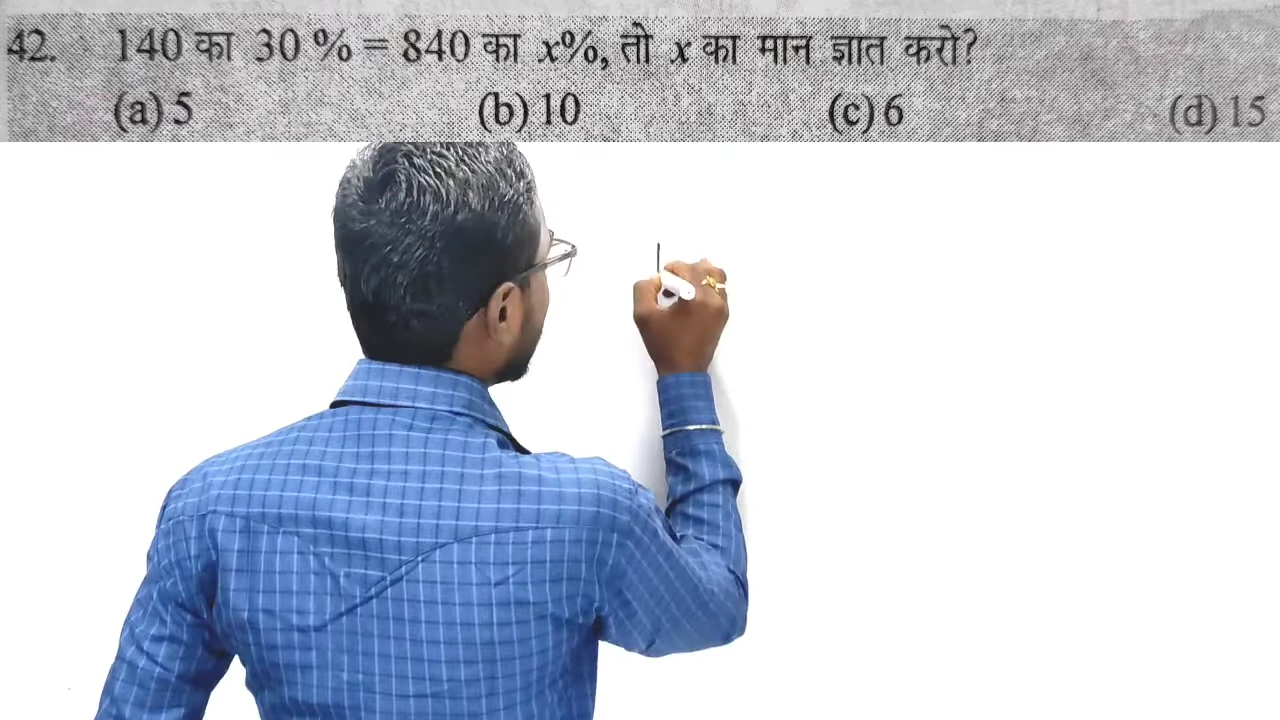 42. 140 का 30 % = 840 का x%, तो x का मान ज्ञात करो?
(a) 5 (b) 10 (c) 6 (d) 15